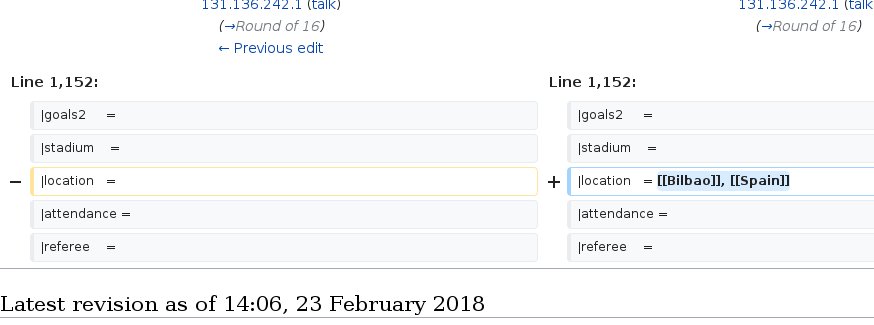 131.136.242.1 (talk)
(→Round of 16)
← Previous edit
131.136.242.1 (talk
(→Round of 16)
Line 1,152:
Line 1,152:
|goals2 =
|goals2 =
|stadium =
|stadium =
− |location =
+ |location = [[Bilbao]], [[Spain]]
|attendance =
|attendance =
|referee =
|referee =
Latest revision as of 14:06, 23 February 2018